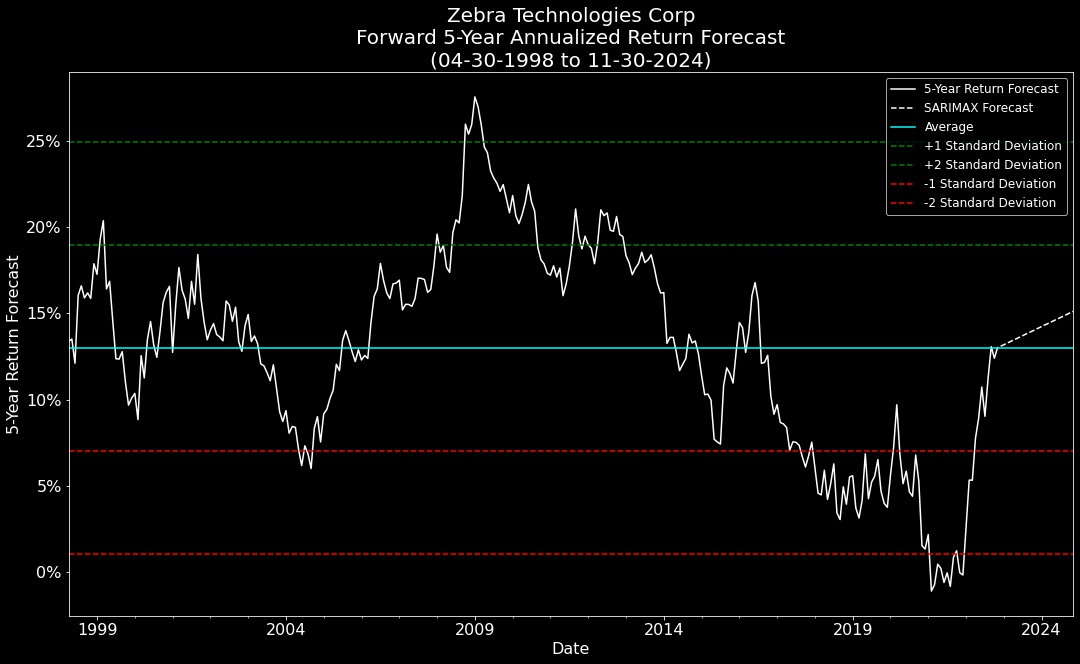 Zebra Technologies Corp
Forward 5-Year Annualized Return Forecast
(04-30-1998 to 11-30-2024)
5-Year Return Forecast
SARIMAX Forecast
Average
+1 Standard Deviation
+2 Standard Deviation
-1 Standard Deviation
-2 Standard Deviation
5-Year Return Forecast
25%
20%
15%
10%
5%
0%
1999 2004 2009 2014 2019 2024
Date